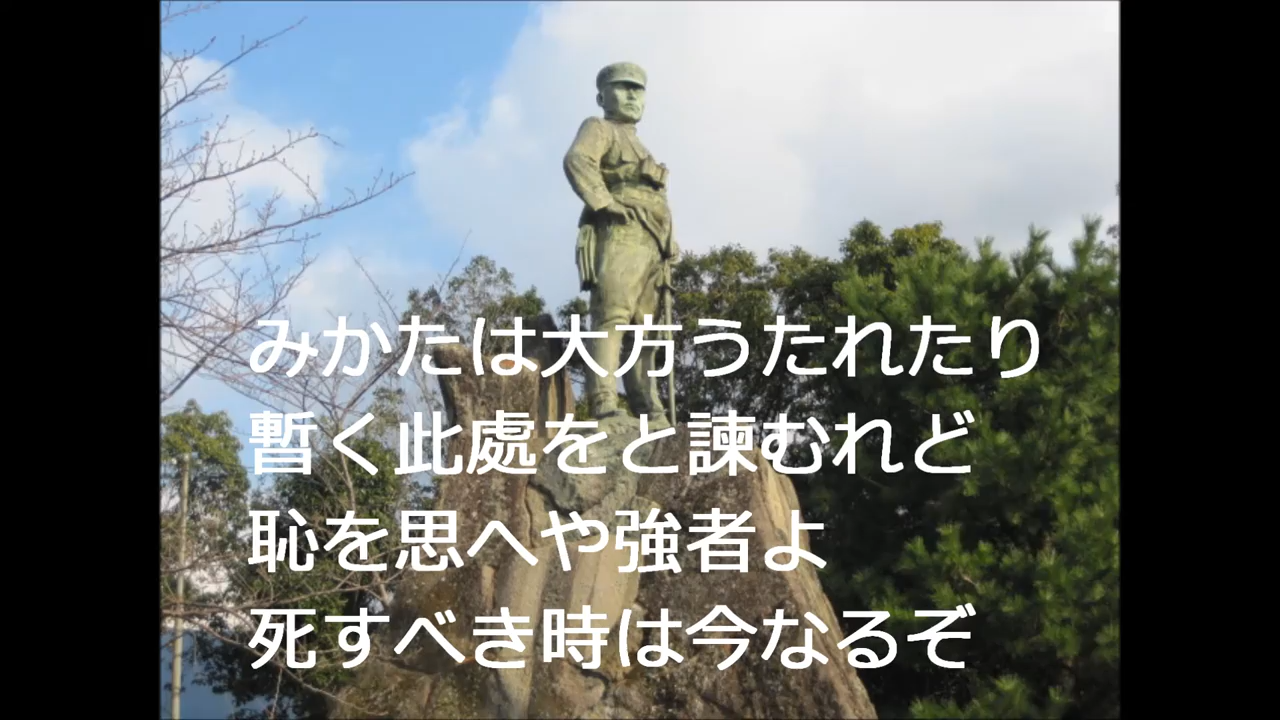 みかたは大方うたれたり
暫く此處をと諫むれど
恥を思へや強者よ
死すべき時は今なるぞ